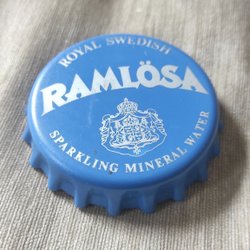 ROYAL SWEDISH
RAMLÖSA
SPARKLING MINERAL WATER